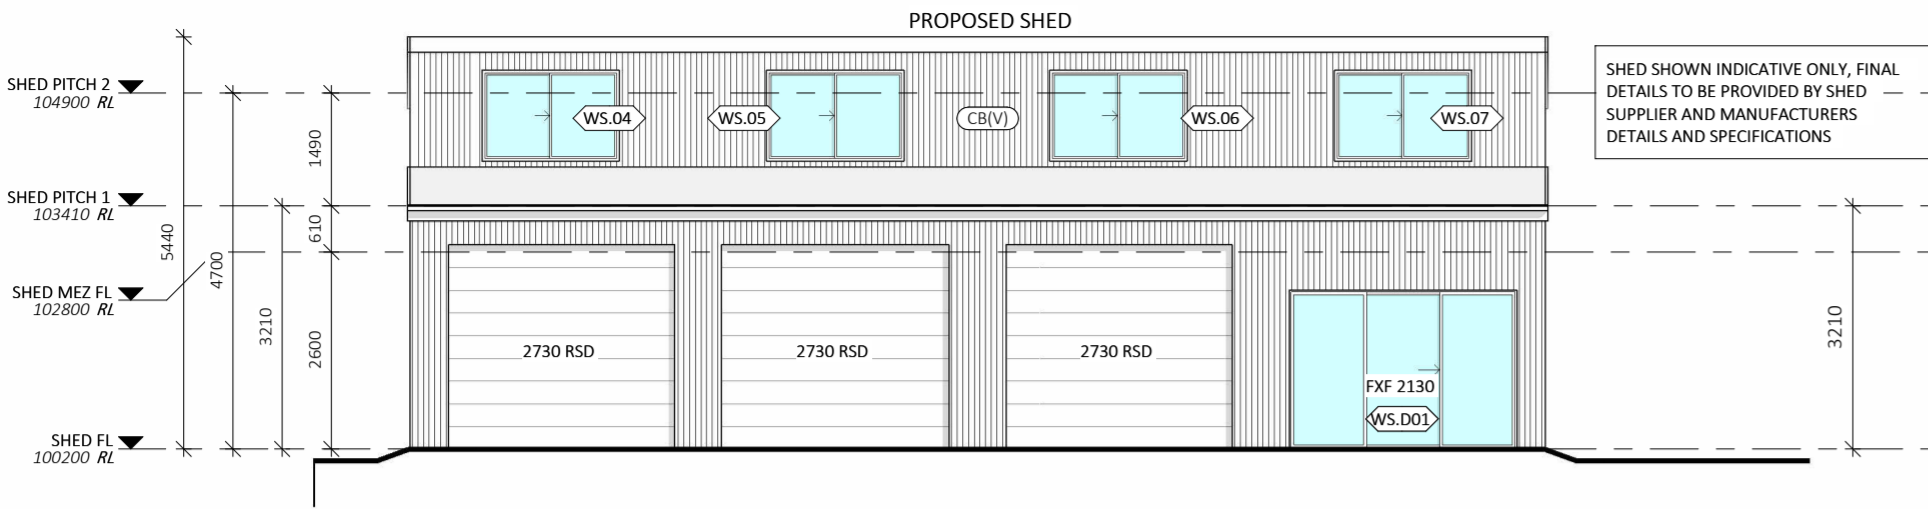 PROPOSED SHED
SHED PITCH 2
104900 RL
SHED PITCH 1
103410 RL
SHED MEZ FL
102800 RL
SHED FL
100200 RL
5440
4700
3210
1490
610
2600
WS.04
WS.05
CB(V)
WS.06
WS.07
2730 RSD
2730 RSD
2730 RSD
FXF 2130
WS.D01
3210
SHED SHOWN INDICATIVE ONLY, FINAL
DETAILS TO BE PROVIDED BY SHED
SUPPLIER AND MANUFACTURERS
DETAILS AND SPECIFICATIONS